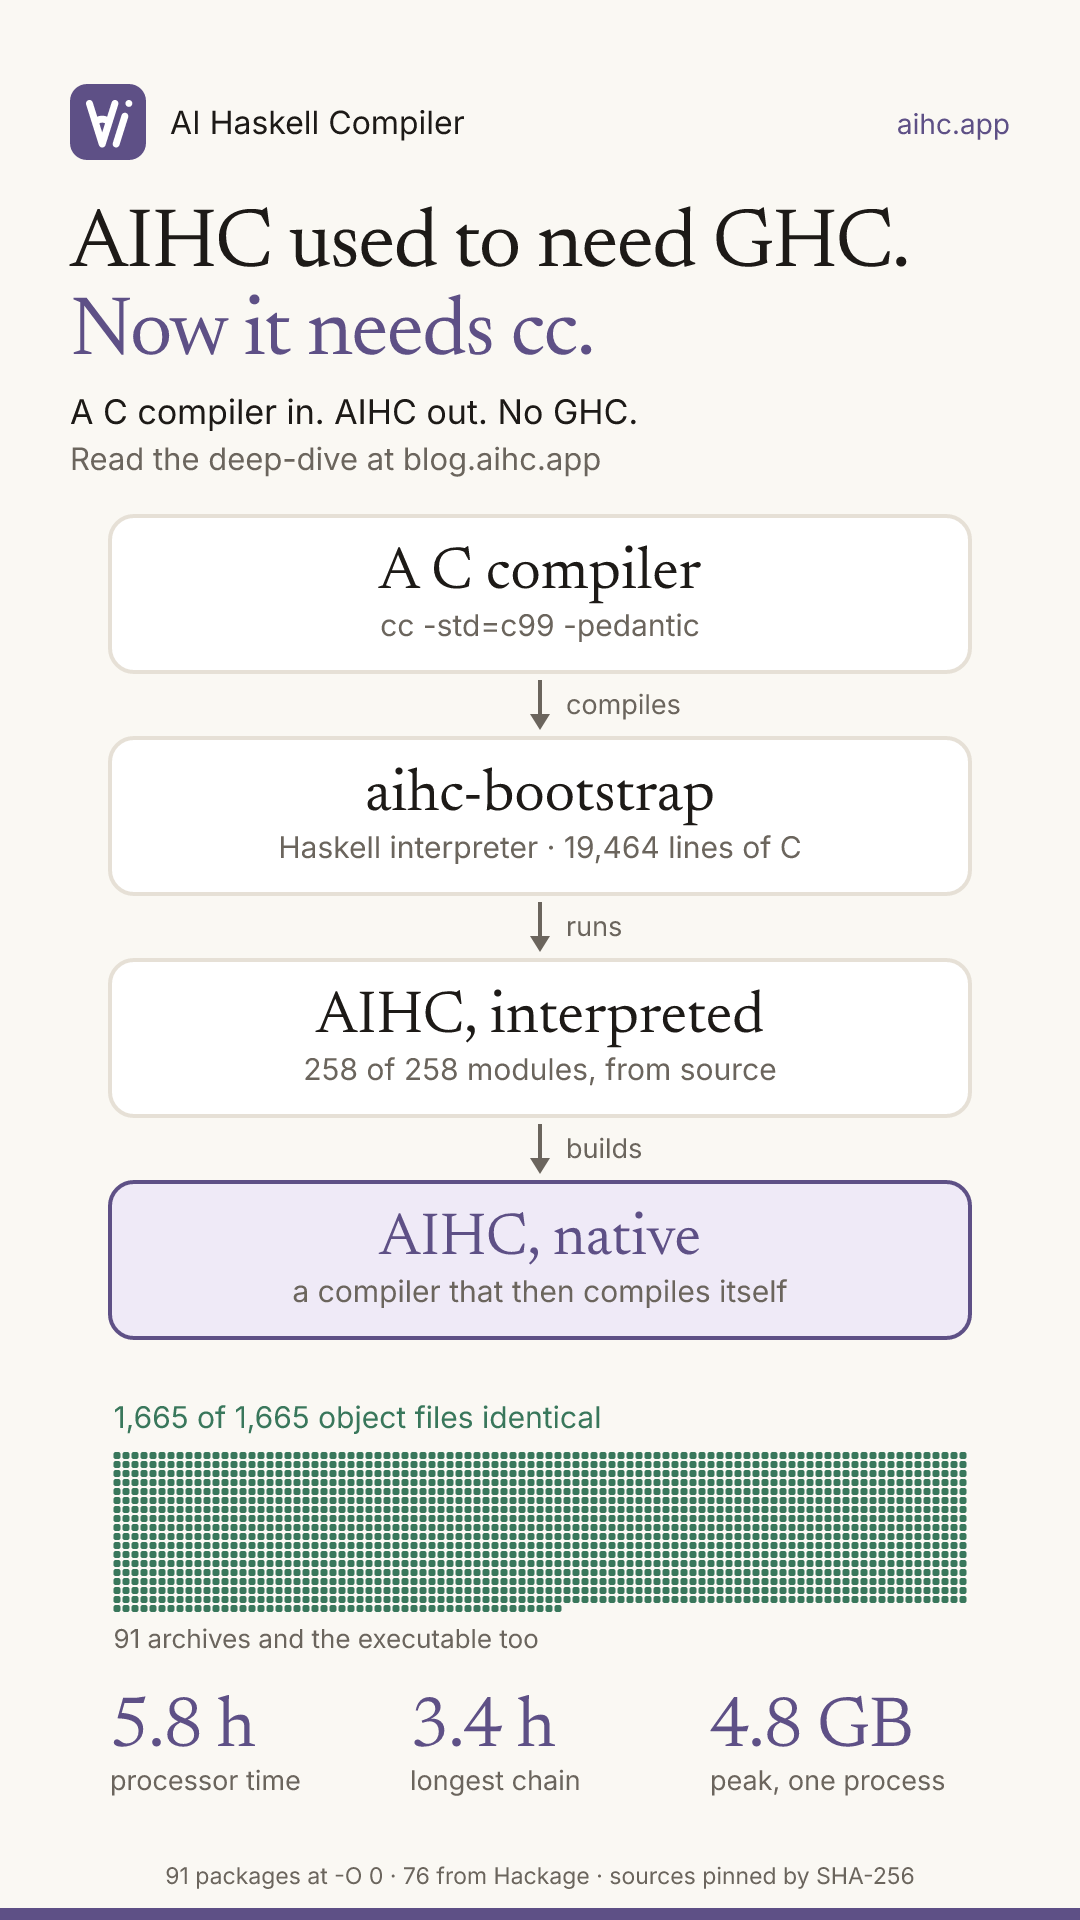 AI Haskell Compiler
aihc.app
AIHC used to need GHC.
Now it needs cc.
A C compiler in. AIHC out. No GHC.
Read the deep-dive at blog.aihc.app
A C compiler
cc -std=c99 -pedantic
compiles
aihc-bootstrap
Haskell interpreter · 19,464 lines of C
runs
AIHC, interpreted
258 of 258 modules, from source
builds
AIHC, native
a compiler that then compiles itself
1,665 of 1,665 object files identical
91 archives and the executable too
5.8 h
processor time
3.4 h
longest chain
4.8 GB
peak, one process
91 packages at -O 0 · 76 from Hackage · sources pinned by SHA-256